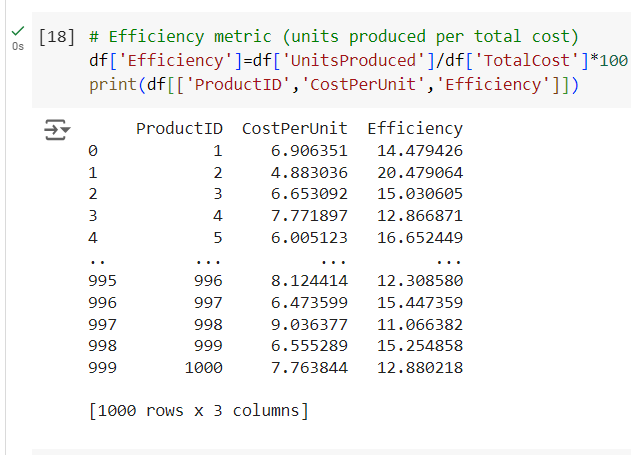 [18] # Efficiency metric (units produced per total cost)
0s df['Efficiency']=df['UnitsProduced']/df['TotalCost']*100
print(df[['ProductID','CostPerUnit','Efficiency']])
ProductID CostPerUnit Efficiency
0 1 6.906351 14.479426
1 2 4.883036 20.479064
2 3 6.653092 15.030605
3 4 7.771897 12.866871
4 5 6.005123 16.652449
.. ... ... ...
995 996 8.124414 12.308580
996 997 6.473599 15.447359
997 998 9.036377 11.066382
998 999 6.555289 15.254858
999 1000 7.763844 12.880218
[1000 rows x 3 columns]